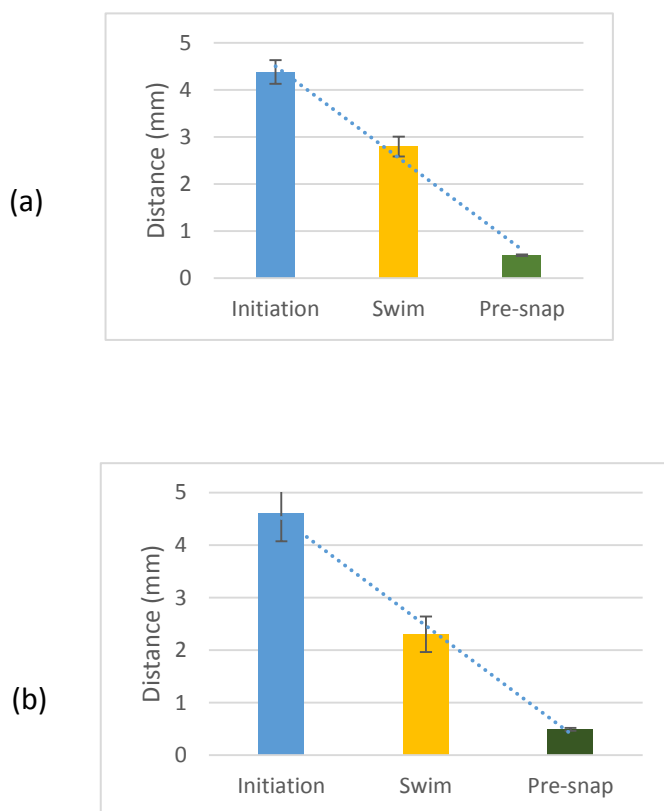 (a)
Distance (mm)
5
4
3
2
1
0
Initiation Swim Pre-snap
(b)
Distance (mm)
5
4
3
2
1
0
Initiation Swim Pre-snap